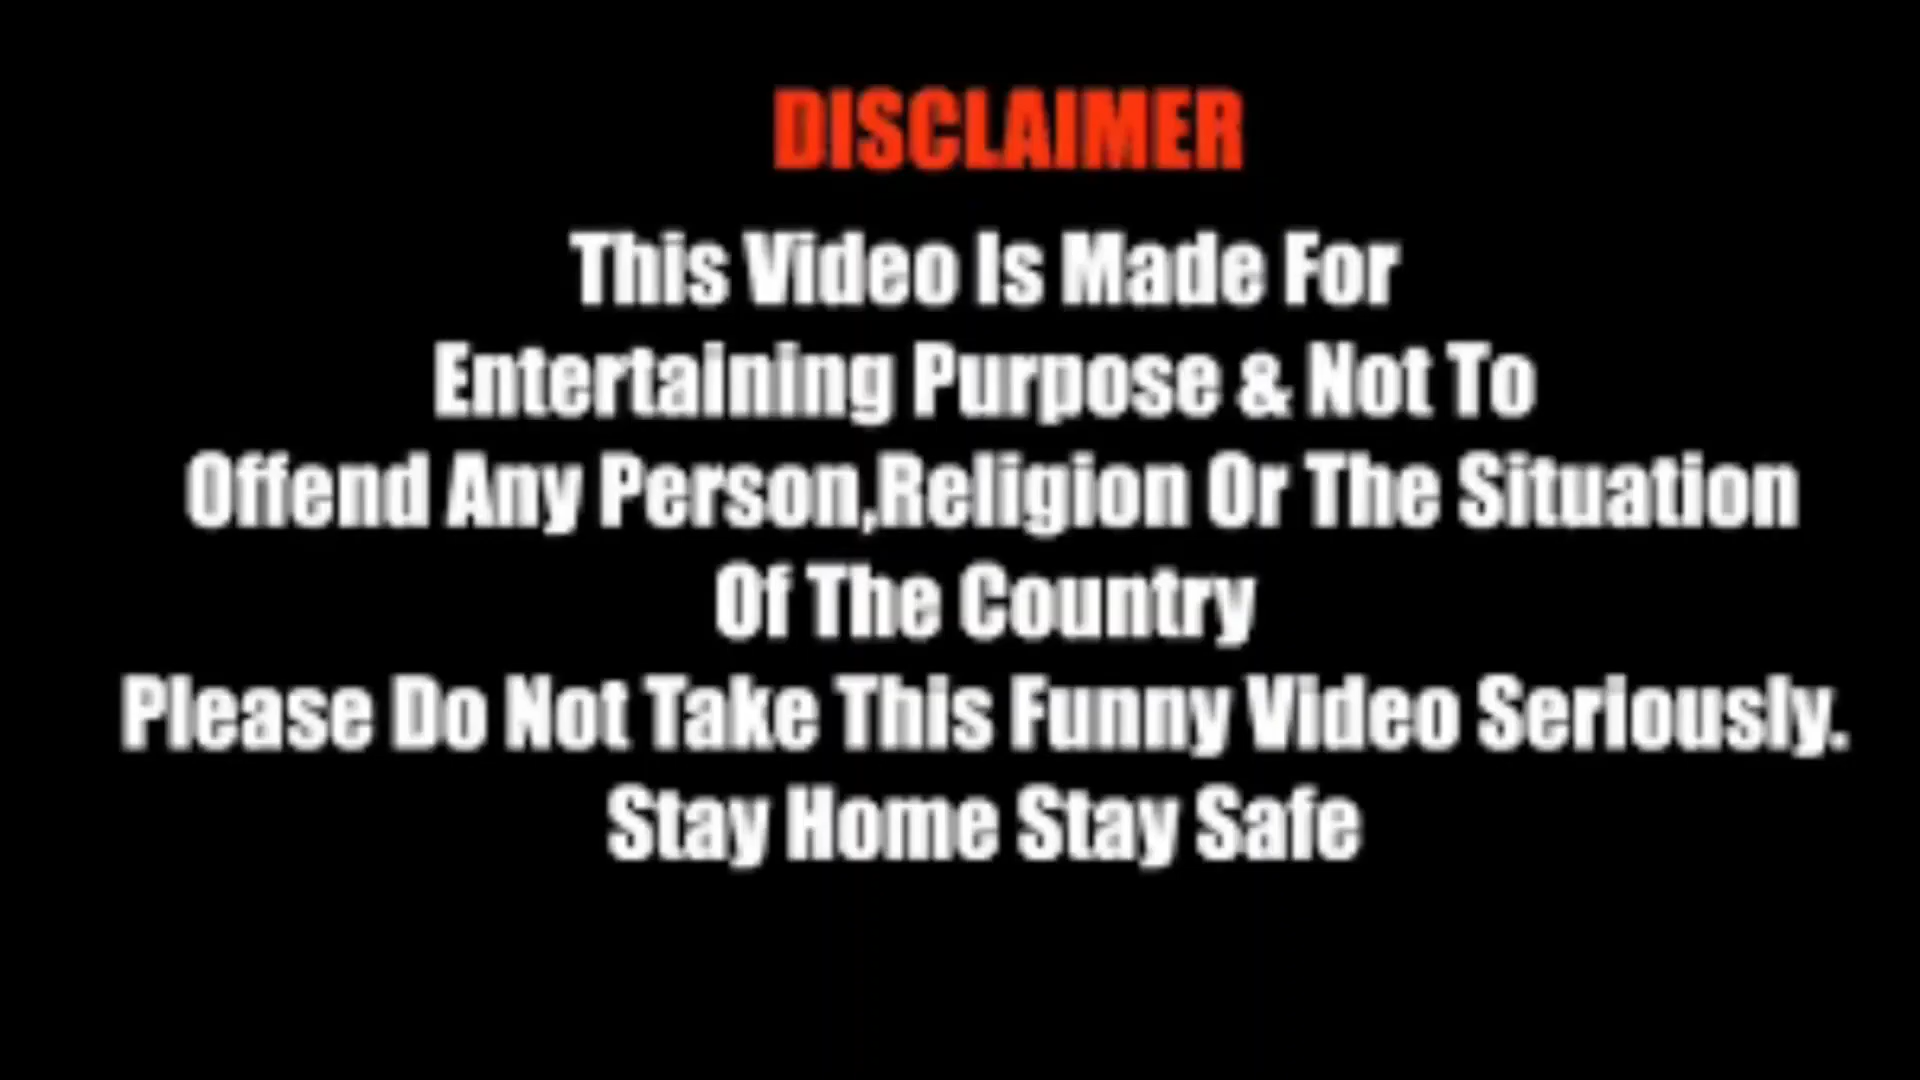 DISCLAIMER
This Video Is Made For
Entertaining Purpose & Not To
Offend Any Person,Religion Or The Situation
Of The Country
Please Do Not Take This Funny Video Seriously.
Stay Home Stay Safe